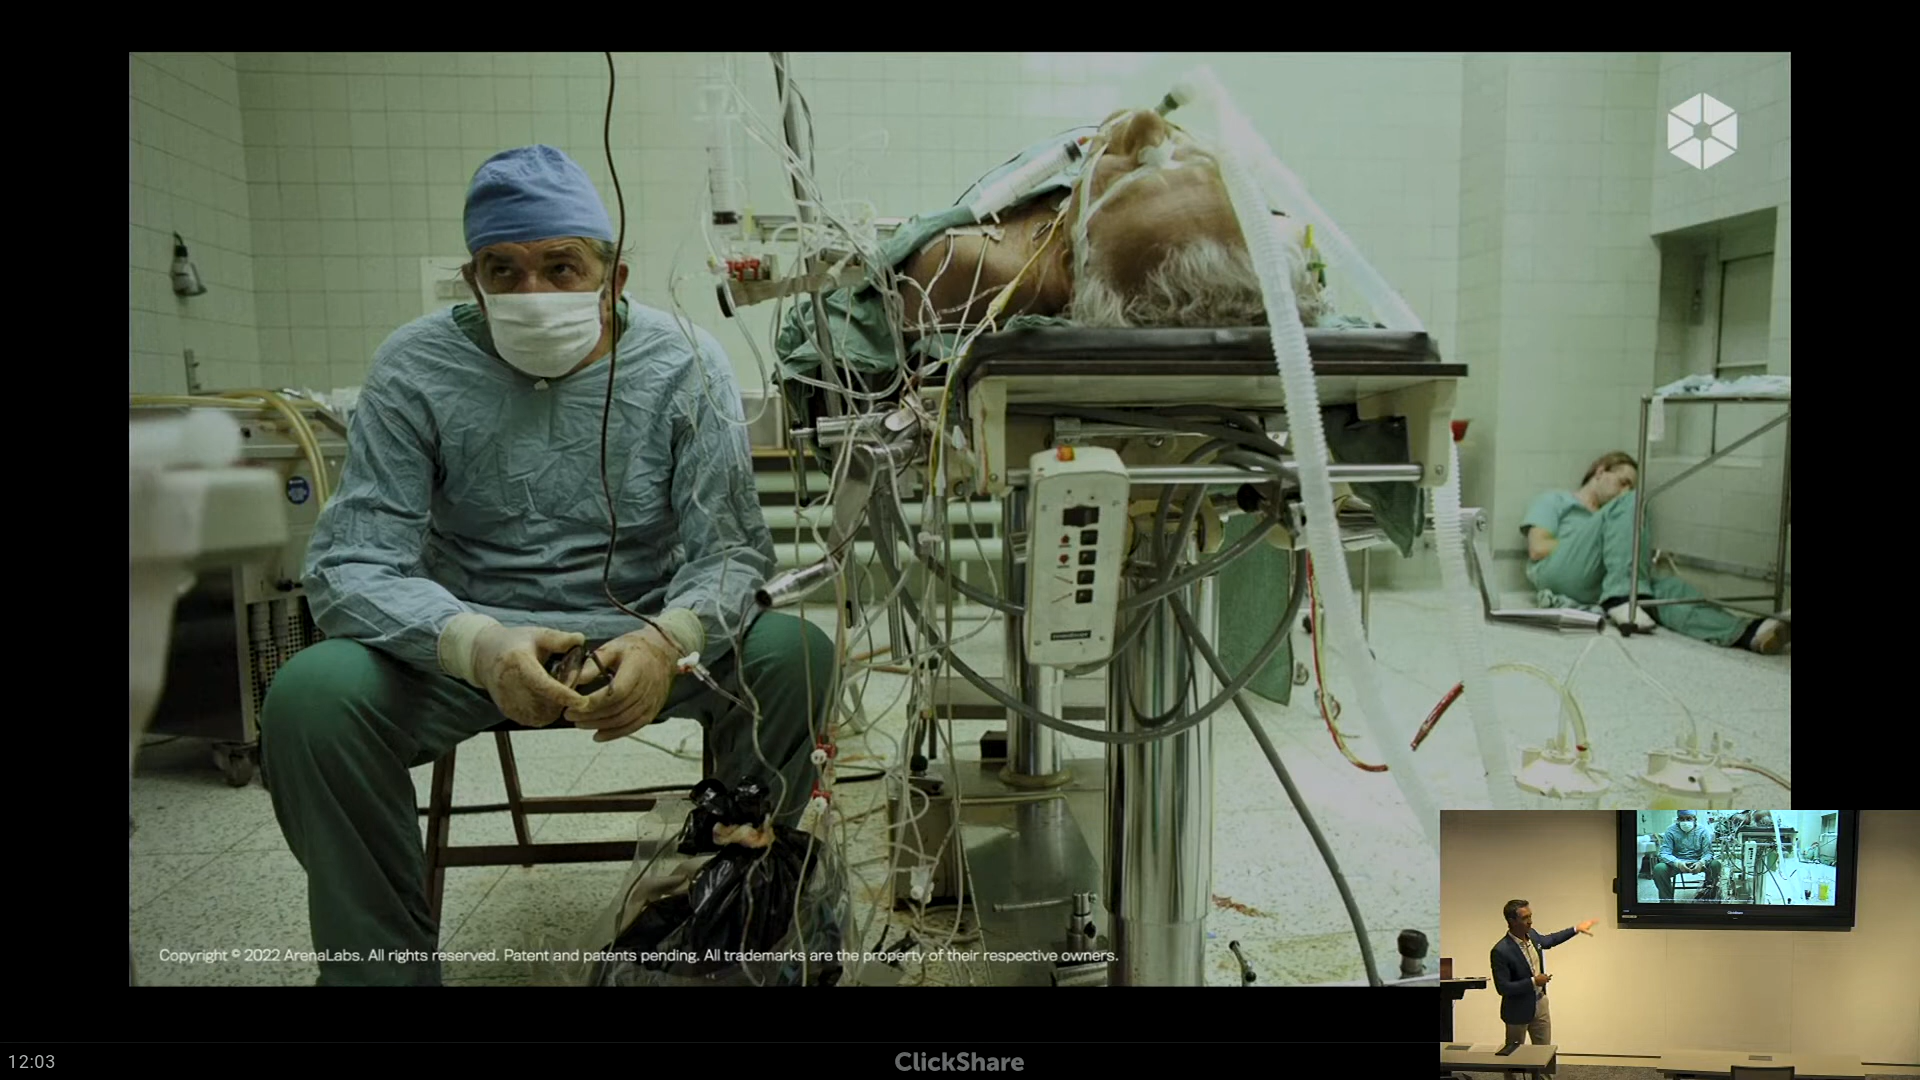 Copyright © 2022 ArenaLabs. All rights reserved. Patent and patents pending. All trademarks are the property of their respective owners.
12:03
ClickShare